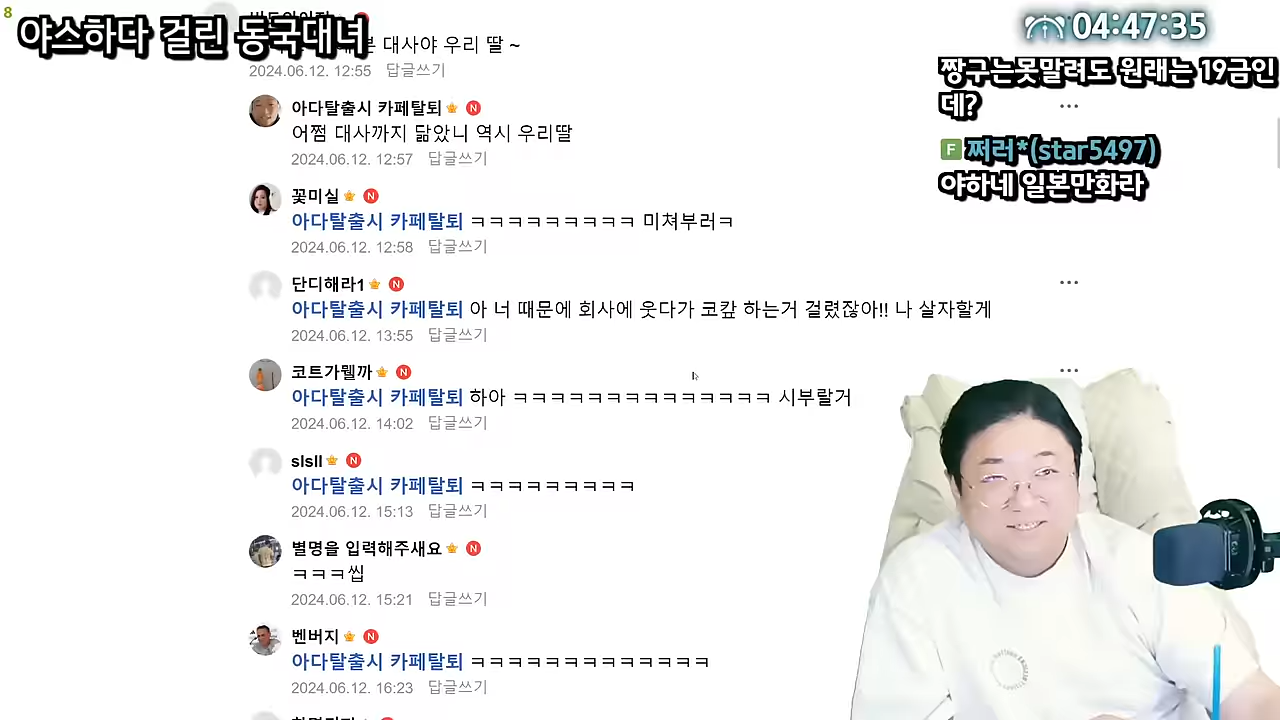 8
야스하다 걸린 동국대녀
대사야 우리 딸 ~
2024.06.12. 12:55 답글쓰기
아다탈출시 카페탈퇴 N
어쩜 대사까지 닮았니 역시 우리딸
2024.06.12. 12:57 답글쓰기
꽃미실 N
아다탈출시 카페탈퇴 ㅋㅋㅋㅋㅋㅋㅋㅋㅋ 미쳐부러ㅋ
2024.06.12. 12:58 답글쓰기
단디해라1 N
아다탈출시 카페탈퇴 아 너 때문에 회사에 웃다가 코캎 하는거 걸렸잖아!! 나 살자할게
2024.06.12. 13:55 답글쓰기
코트가뤨까 N
아다탈출시 카페탈퇴 하아 ㅋㅋㅋㅋㅋㅋㅋㅋㅋㅋㅋㅋㅋㅋ 시부랄거
2024.06.12. 14:02 답글쓰기
slsll N
아다탈출시 카페탈퇴 ㅋㅋㅋㅋㅋㅋㅋㅋㅋ
2024.06.12. 15:13 답글쓰기
별명을 입력해주새요 N
ㅋㅋㅋ씹
2024.06.12. 15:21 답글쓰기
벤버지 N
아다탈출시 카페탈퇴 ㅋㅋㅋㅋㅋㅋㅋㅋㅋㅋㅋㅋㅋ
2024.06.12. 16:23 답글쓰기
04:47:35
짱구는못말려도 원래는 19금인
데?
F 쩌러*(star5497)
야하네 일본만화라